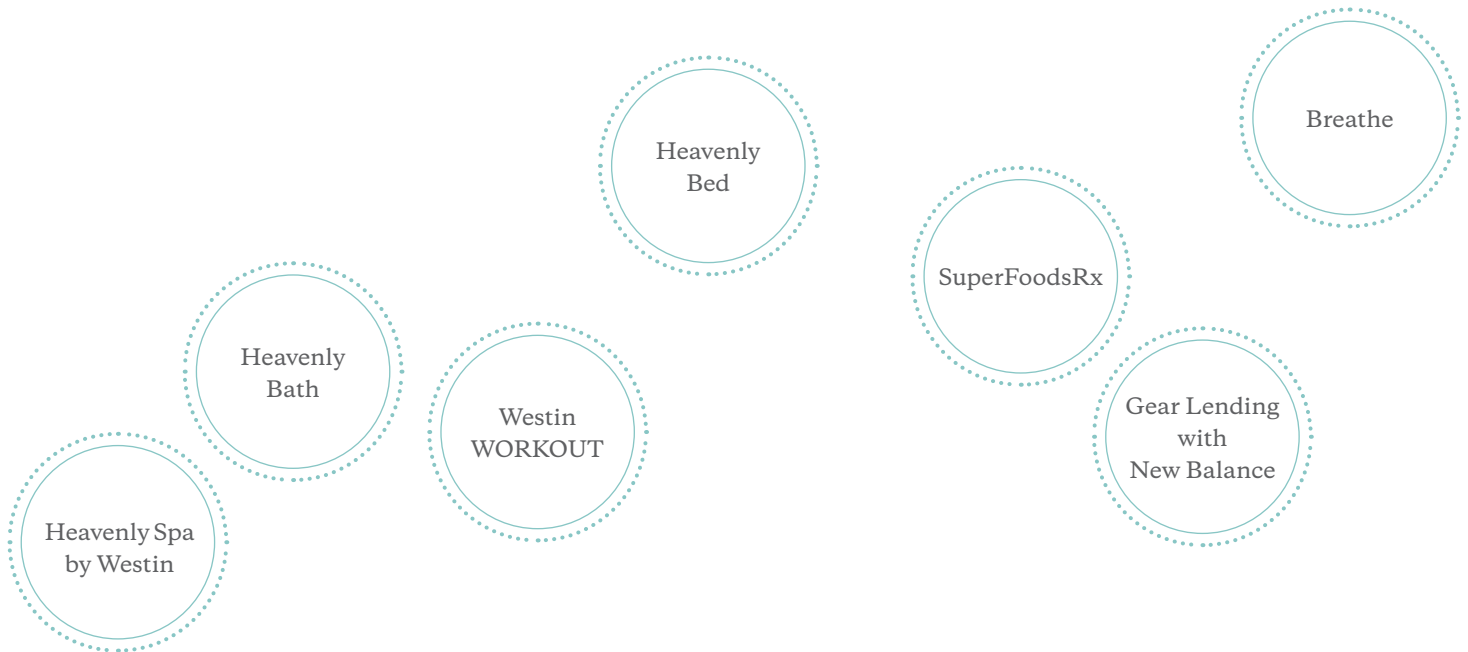 Breathe
Heavenly
Bed
SuperFoodsRx
Heavenly
Bath
Westin
WORKOUT
Gear Lending
with
New Balance
Heavenly Spa
by Westin